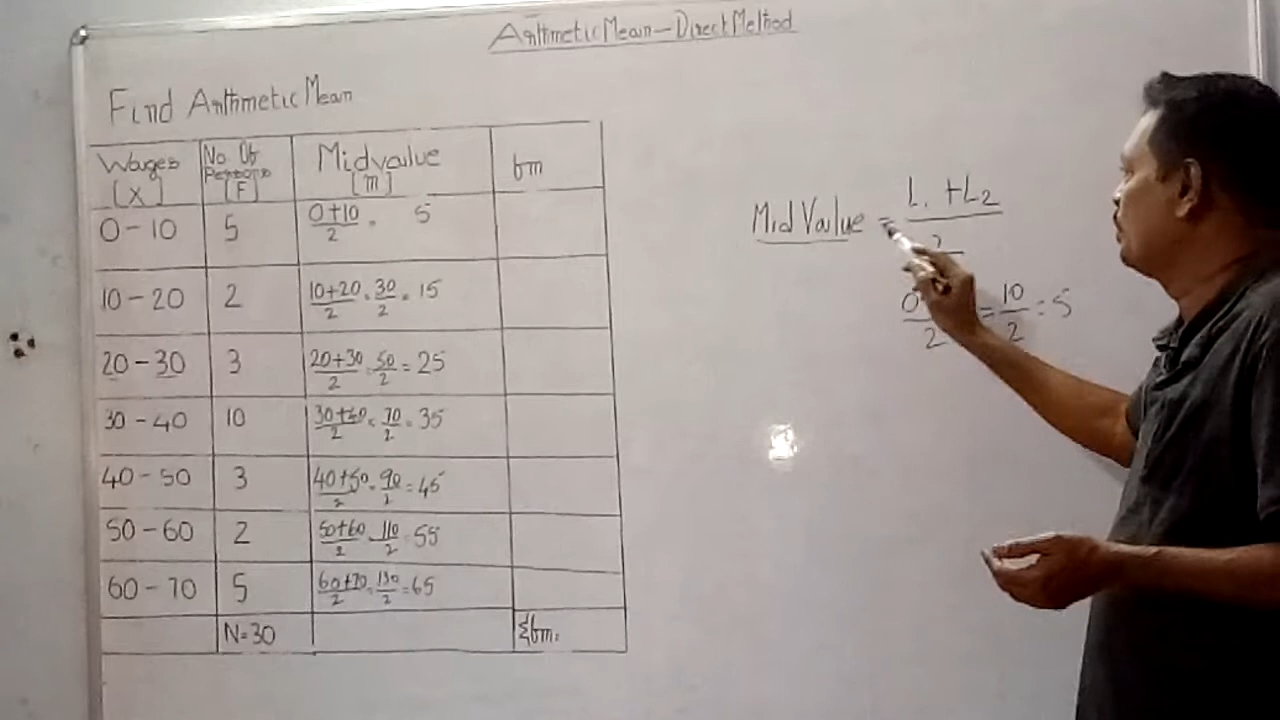 Arithmetic Mean – Direct Method
Find Arithmetic Mean
Wages [X] No. Of Persons [F] Midvalue [m] fm
0 – 10 5 0+10/2 = 5
10 – 20 2 10+20/2 = 30/2 = 15
20 – 30 3 20+30/2 = 50/2 = 25
30 – 40 10 30+40/2 = 70/2 = 35
40 – 50 3 40+50/2 = 90/2 = 45
50 – 60 2 50+60/2 = 110/2 = 55
60 – 70 5 60+70/2 = 130/2 = 65
N=30 Σfm=
Mid Value = L1 + L2 / 2
0 /2 = 10/2 = 5